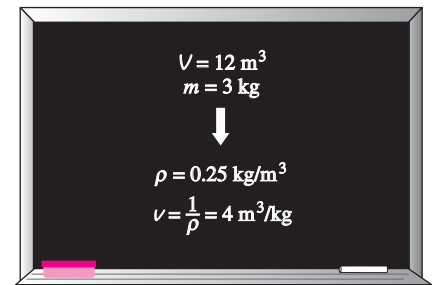 V = 12 m³
m = 3 kg
ρ = 0.25 kg/m³
v = 1/ρ = 4 m³/kg